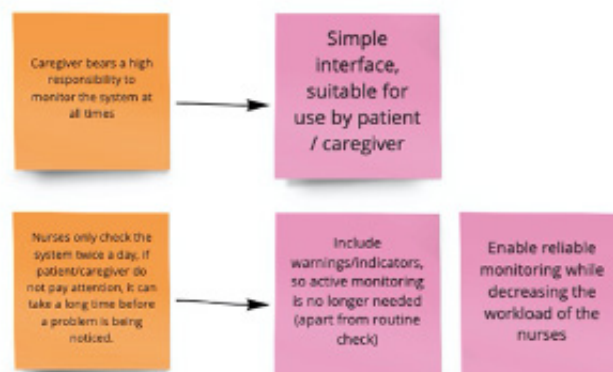 Caregiver bears a high
responsibility to
monitor the system at
all times
Simple
interface,
suitable for
use by patient
/ caregiver
Nurses only check the
system twice a day, if
patient/caregiver do
not pay attention, it can
take a long time before
a problem is being
noticed.
Include
warnings/indicators,
so active monitoring
is no longer needed
(apart from routine
check)
Enable reliable
monitoring while
decreasing the
workload of the
nurses